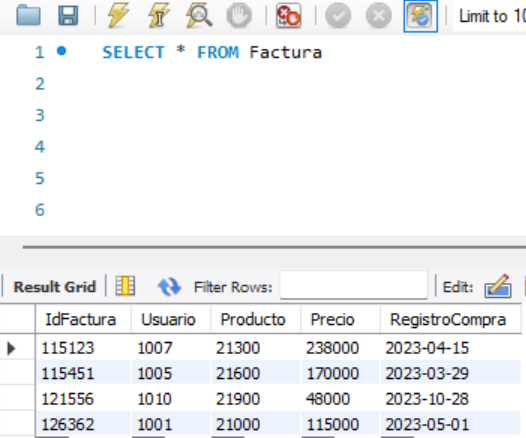 Limit to 10
1 SELECT * FROM Factura
2
3
4
5
6
Result Grid Filter Rows: Edit:
IdFactura Usuario Producto Precio RegistroCompra
115123 1007 21300 238000 2023-04-15
115451 1005 21600 170000 2023-03-29
121556 1010 21900 48000 2023-10-28
126362 1001 21000 115000 2023-05-01